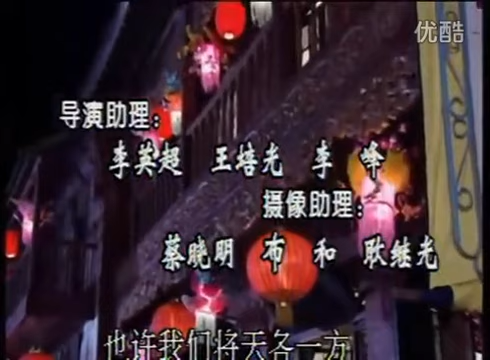 优酷
导演助理：
李英超 王培光 李 峰
摄像助理：
蔡晓明 布 和 耿继光
也许我们将天各一方